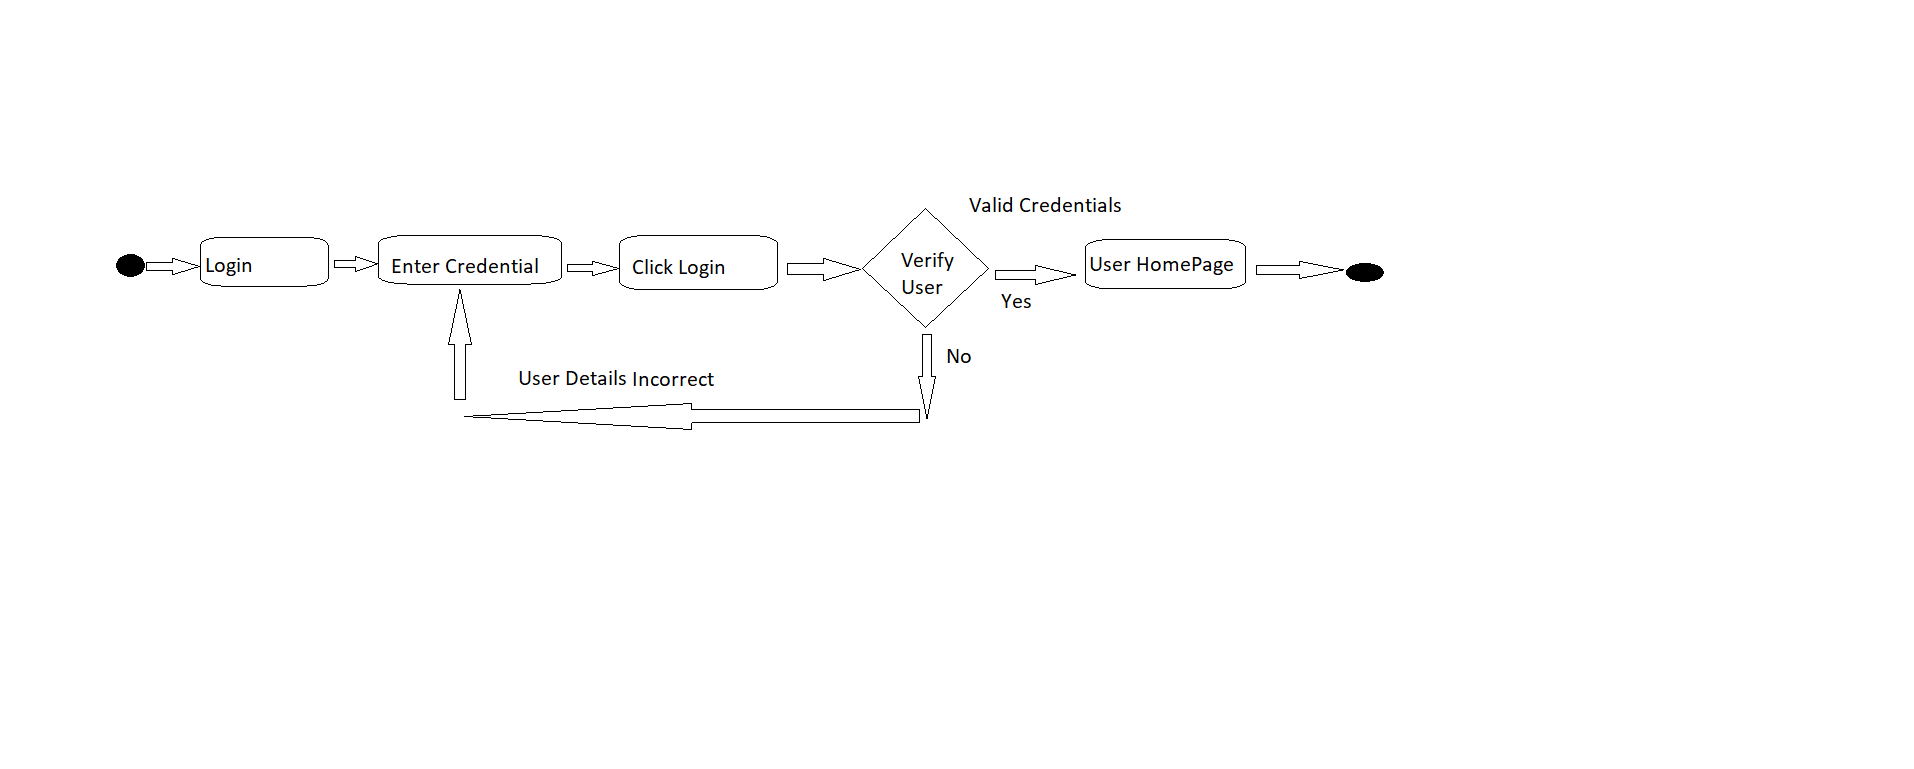 Valid Credentials
Login
Enter Credential
Click Login
Verify
User
User HomePage
Yes
No
User Details Incorrect